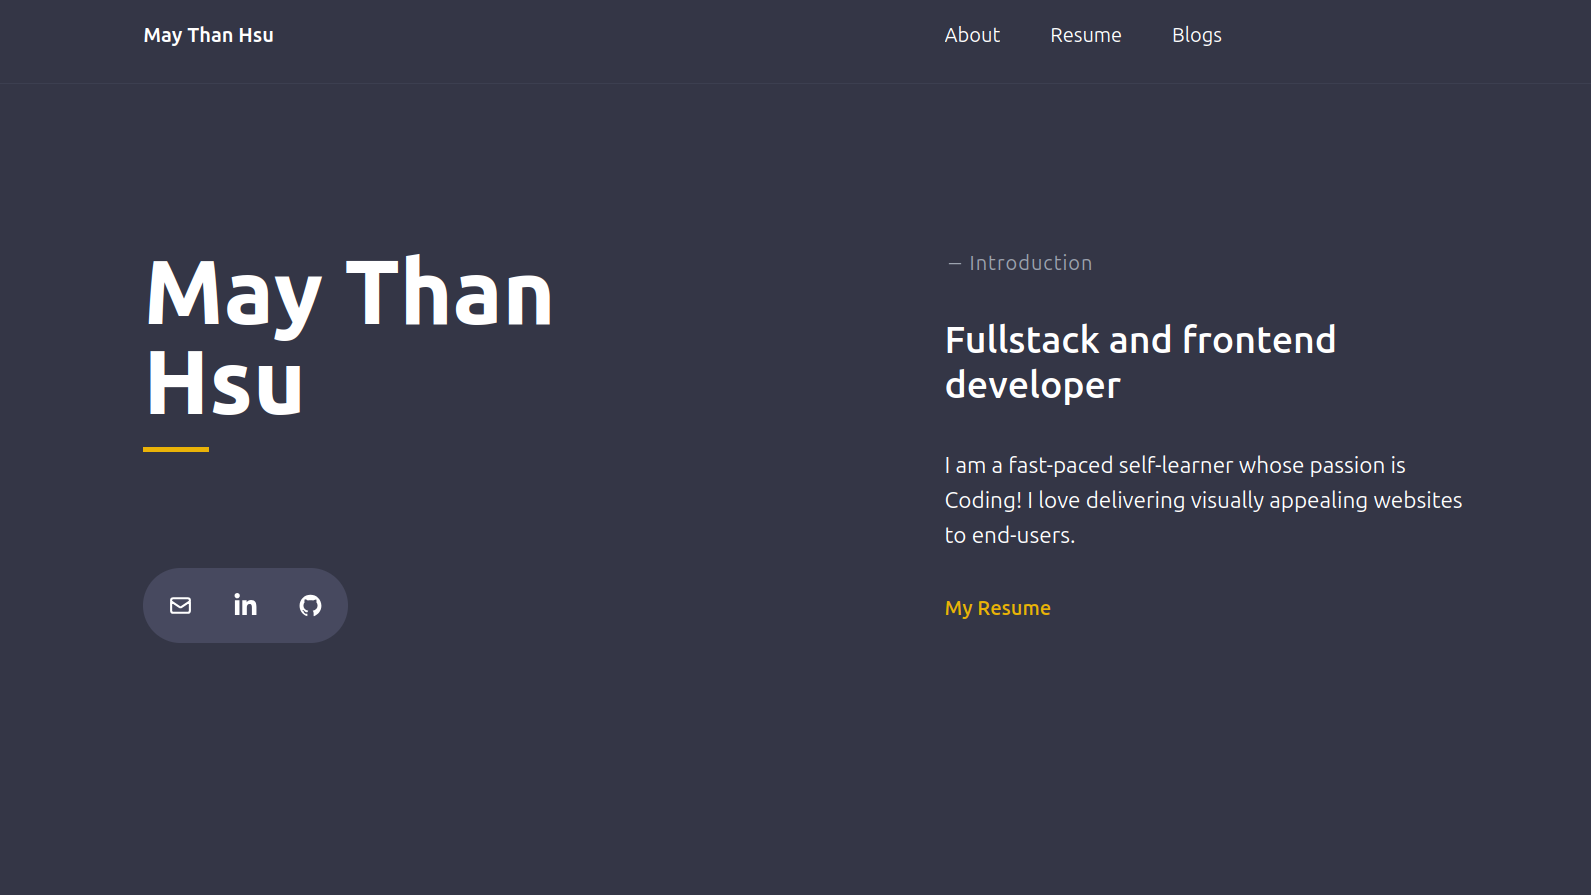 May Than Hsu
About Resume Blogs
May Than
Hsu
— Introduction
Fullstack and frontend
developer
I am a fast-paced self-learner whose passion is
Coding! I love delivering visually appealing websites
to end-users.
My Resume
in